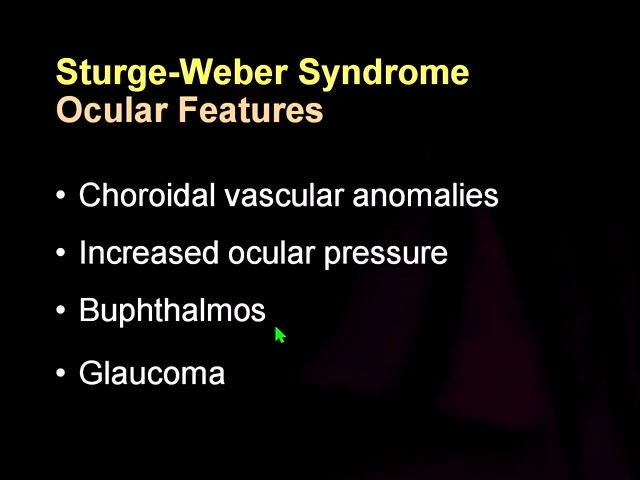 Sturge-Weber Syndrome
Ocular Features
• Choroidal vascular anomalies
• Increased ocular pressure
• Buphthalmos
• Glaucoma